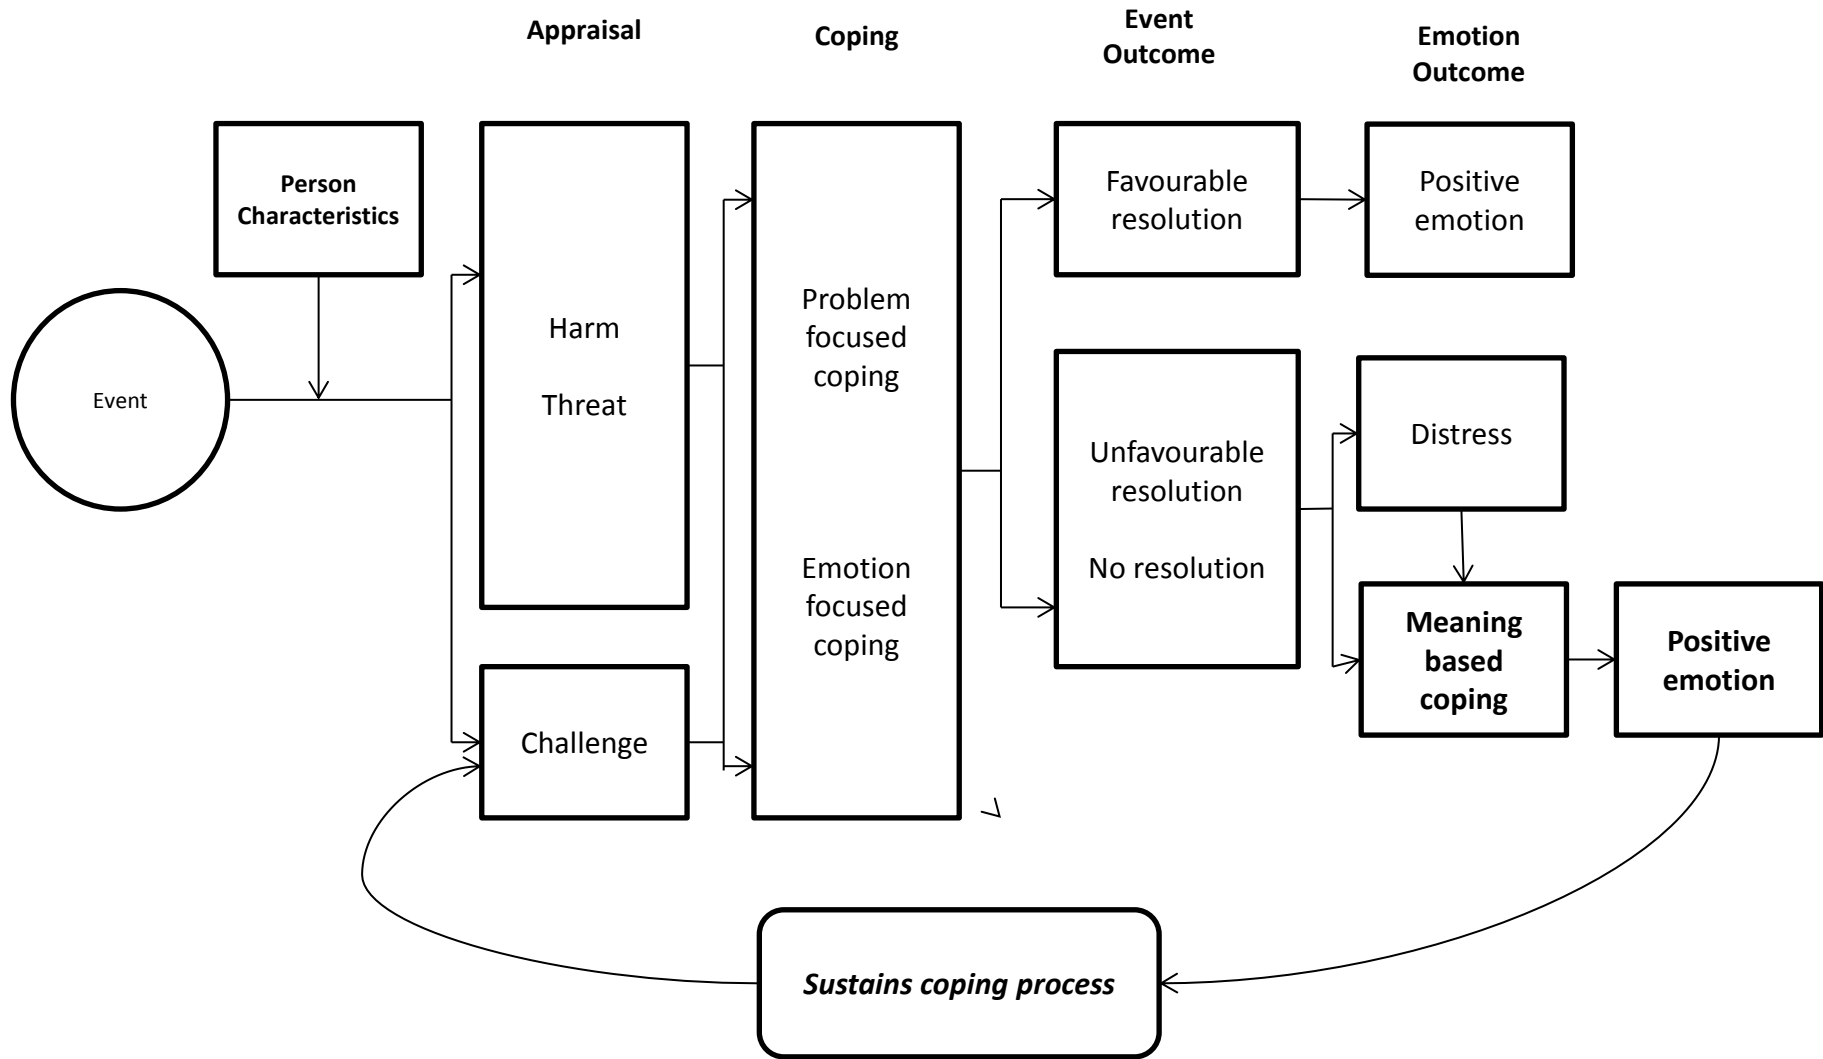 Appraisal
Coping
Event
Outcome
Emotion
Outcome
Person
Characteristics
Event
Harm
Threat
Challenge
Problem
focused
coping
Emotion
focused
coping
Favourable
resolution
Positive
emotion
Unfavourable
resolution
No resolution
Distress
Meaning
based
coping
Positive
emotion
Sustains coping process